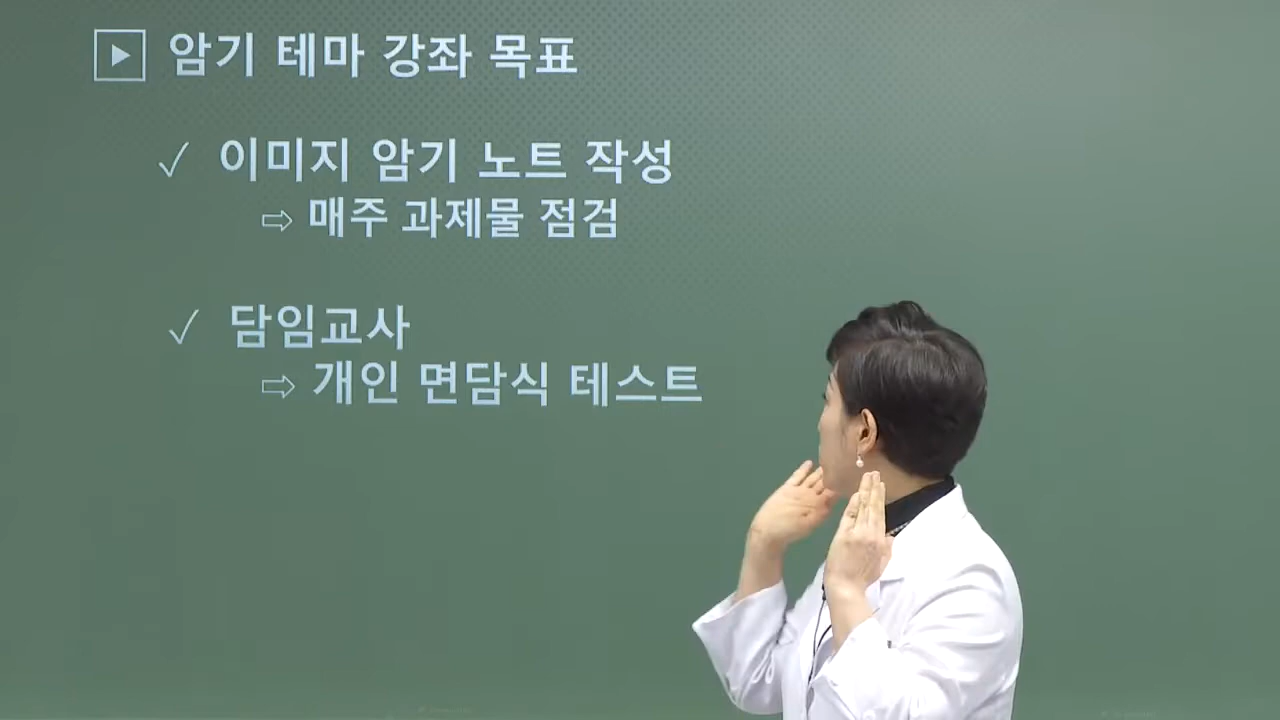 암기 테마 강좌 목표
✓ 이미지 암기 노트 작성
⇨ 매주 과제물 점검
✓ 담임교사
⇨ 개인 면담식 테스트